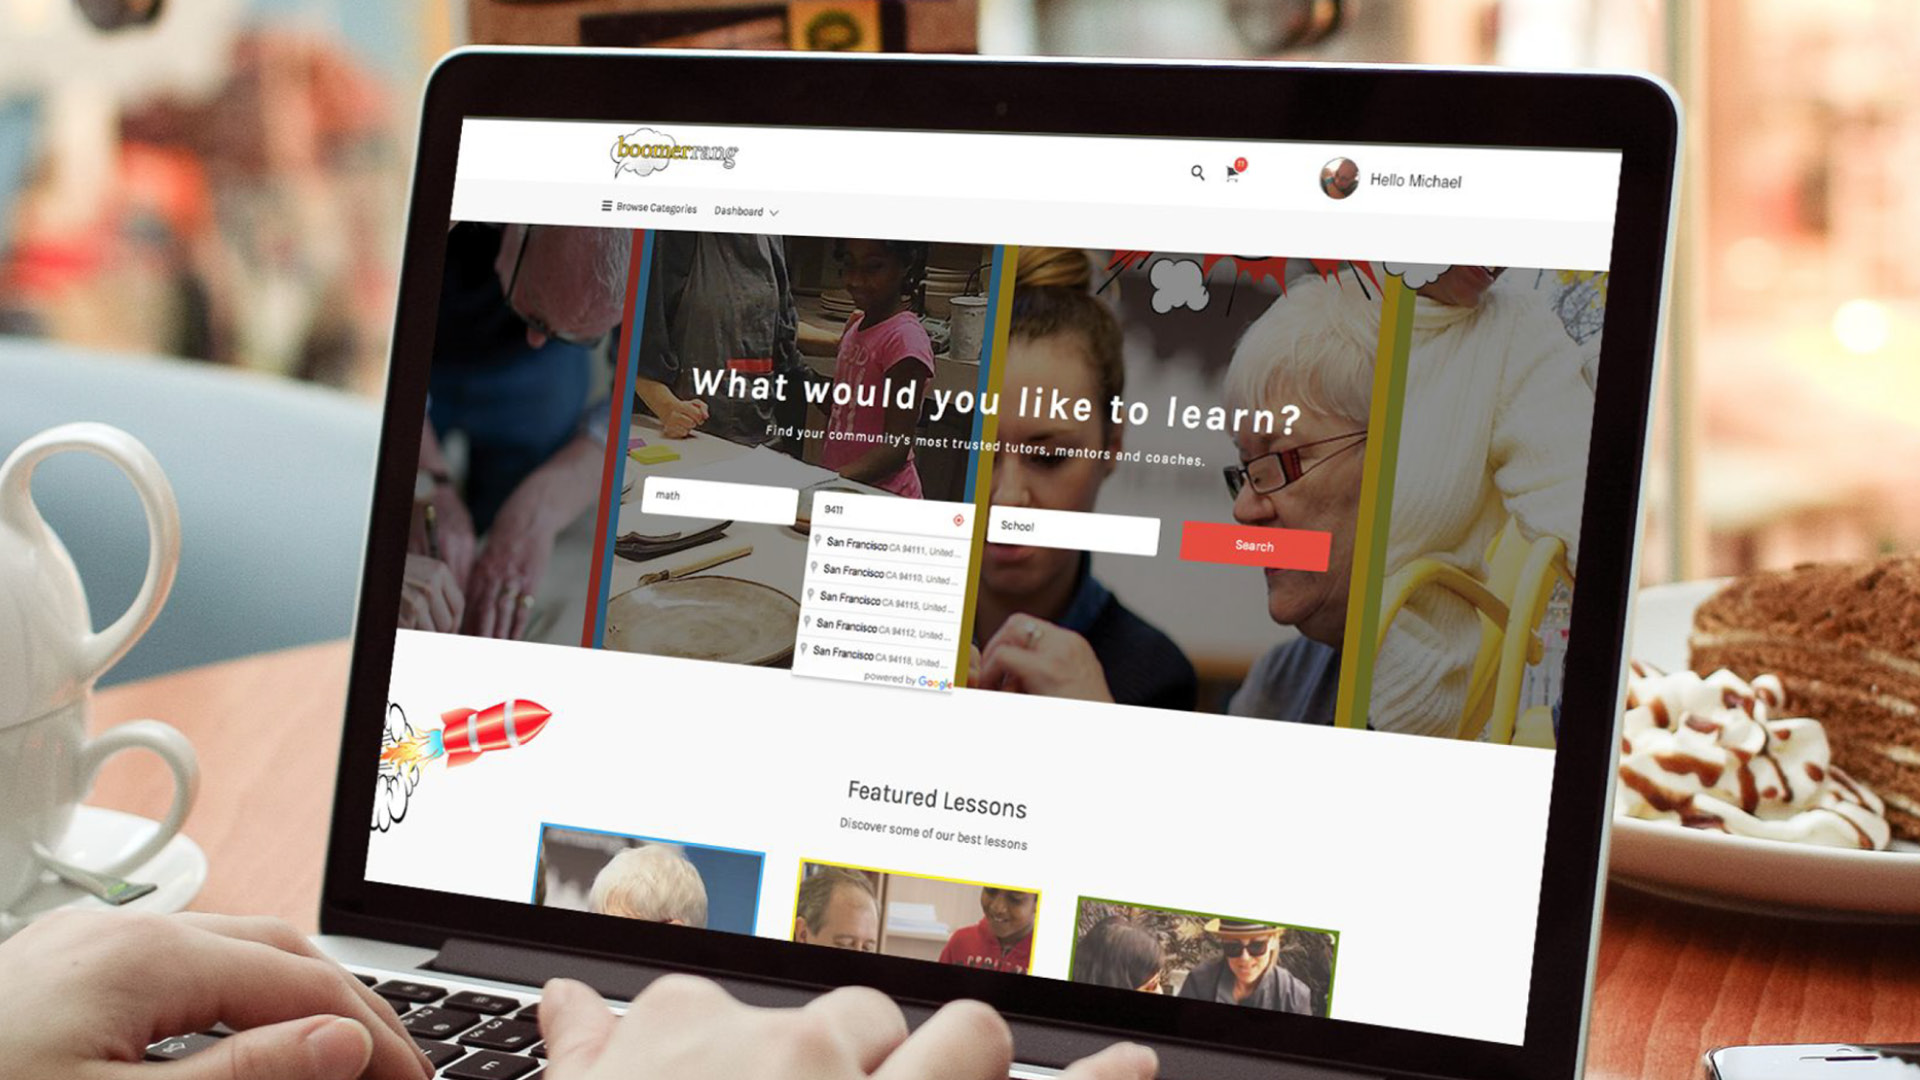 boomerrang
11
Hello Michael
Browse Categories
Dashboard
What would you like to learn?
Find your community's most trusted tutors, mentors and coaches.
math
9411
School
Search
San Francisco CA 94111, United ...
San Francisco CA 94110, United ...
San Francisco CA 94115, United ...
San Francisco CA 94112, United ...
San Francisco CA 94118, United ...
powered by Google
Featured Lessons
Discover some of our best lessons